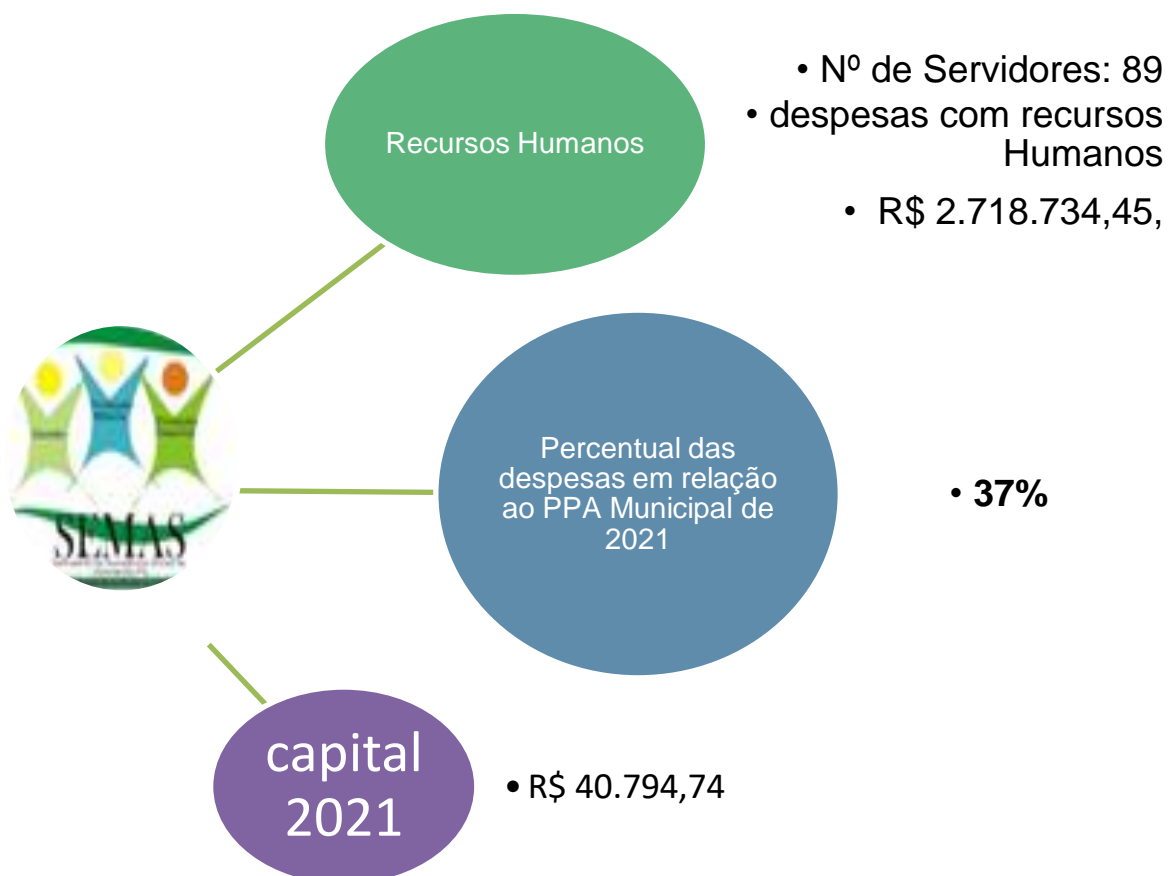 Recursos Humanos
• Nº de Servidores: 89
• despesas com recursos
Humanos
• R$ 2.718.734,45,
SEMAS
Percentual das
despesas em relação
ao PPA Municipal de
2021
• 37%
capital
2021
• R$ 40.794,74